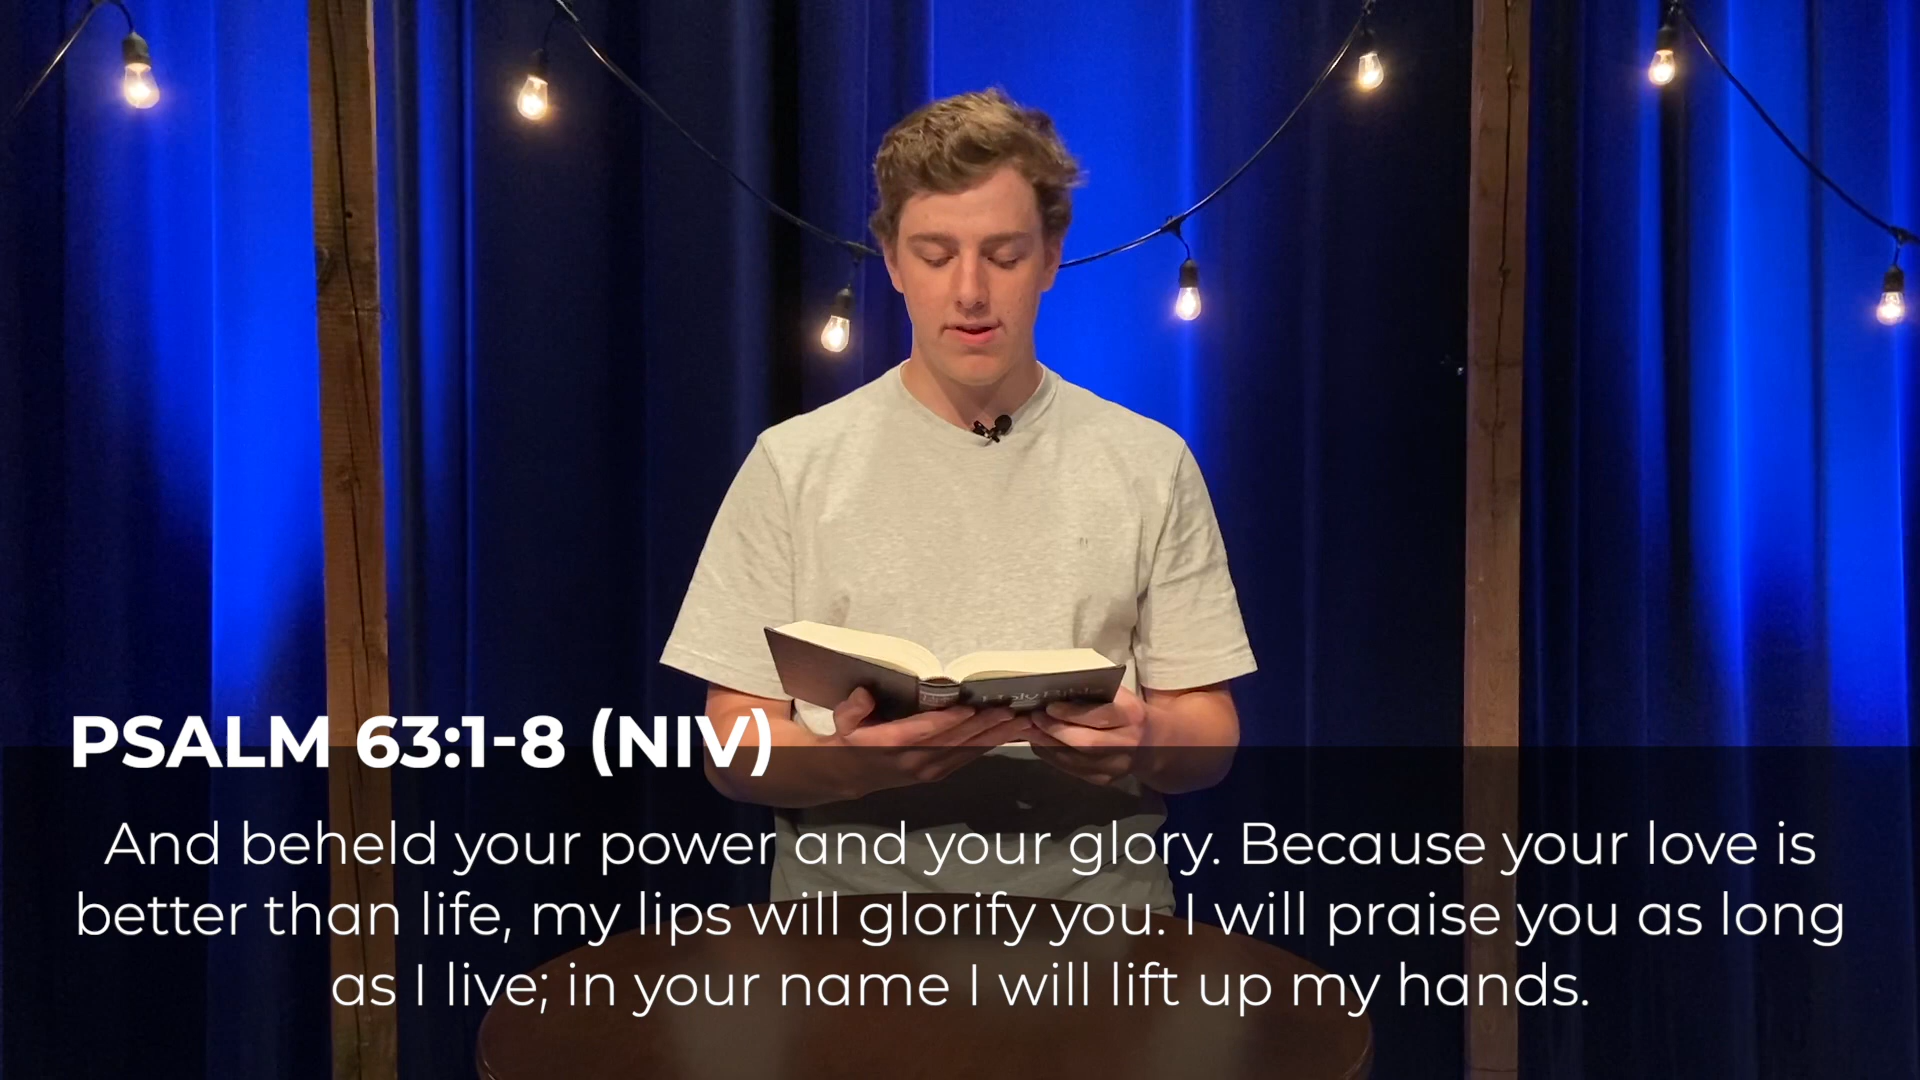 Holy Bible
PSALM 63:1-8 (NIV)
And beheld your power and your glory. Because your love is
better than life, my lips will glorify you. I will praise you as long
as I live; in your name I will lift up my hands.